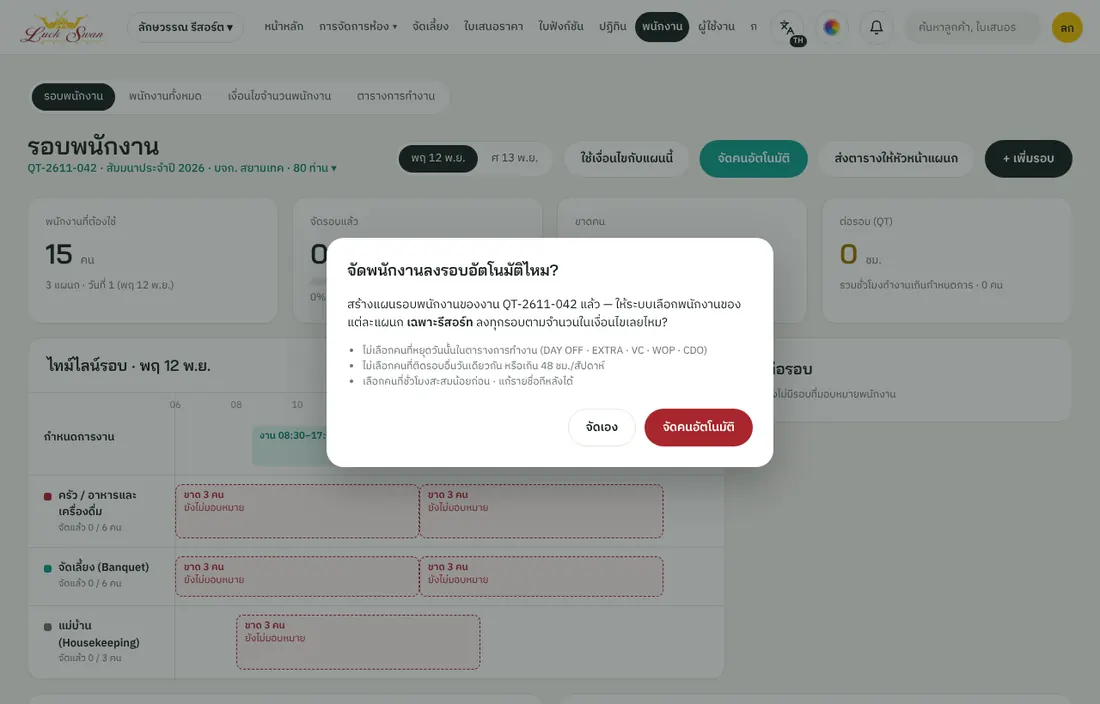 Luck Swan
ลักษวรรณ รีสอร์ต ▾
หน้าหลัก
การจัดการห้อง ▾
จัดเลี้ยง
ใบเสนอราคา
ใบฟังก์ชัน
ปฏิทิน
พนักงาน
ผู้ใช้งาน
ก
TH
ค้นหาลูกค้า, ใบเสนอ
ลก
รอบพนักงาน
พนักงานทั้งหมด
เงื่อนไขจำนวนพนักงาน
ตารางการทำงาน
รอบพนักงาน
QT-2611-042 · สัมมนาประจำปี 2026 · บจก. สยามเทค · 80 ท่าน ▾
พฤ 12 พ.ย.
ศ 13 พ.ย.
ใช้เงื่อนไขกับแผนนี้
จัดคนอัตโนมัติ
ส่งตารางให้หัวหน้าแผนก
+ เพิ่มรอบ
พนักงานที่ต้องใช้
15 คน
3 แผนก · วันที่ 1 (พฤ 12 พ.ย.)
จัดรอบแล้ว
0
0%
ขาดคน
ต่อรอบ (QT)
0 ชม.
รวมชั่วโมงทำงานเกินกำหนดการ · 0 คน
จัดพนักงานลงรอบอัตโนมัติไหม?
สร้างแผนรอบพนักงานของงาน QT-2611-042 แล้ว — ให้ระบบเลือกพนักงานของ
แต่ละแผนก เฉพาะรีสอร์ท ลงทุกรอบตามจำนวนในเงื่อนไขเลยไหม?
• ไม่เลือกคนที่หยุดวันนั้นในตารางการทำงาน (DAY OFF · EXTRA · VC · WOP · CDO)
• ไม่เลือกคนที่ติดรอบอื่นวันเดียวกัน หรือเกิน 48 ชม./สัปดาห์
• เลือกคนที่ชั่วโมงสะสมน้อยก่อน · แก้รายชื่อทีหลังได้
จัดเอง
จัดคนอัตโนมัติ
ไทม์ไลน์รอบ · พฤ 12 พ.ย.
06
08
10
กำหนดการงาน
งาน 08:30–17:
ต่อรอบ
ยังไม่มีรอบที่มอบหมายพนักงาน
ครัว / อาหารและ
เครื่องดื่ม
จัดแล้ว 0 / 6 คน
ขาด 3 คน
ยังไม่มอบหมาย
ขาด 3 คน
ยังไม่มอบหมาย
จัดเลี้ยง (Banquet)
จัดแล้ว 0 / 6 คน
ขาด 3 คน
ยังไม่มอบหมาย
ขาด 3 คน
ยังไม่มอบหมาย
แม่บ้าน
(Housekeeping)
จัดแล้ว 0 / 3 คน
ขาด 3 คน
ยังไม่มอบหมาย